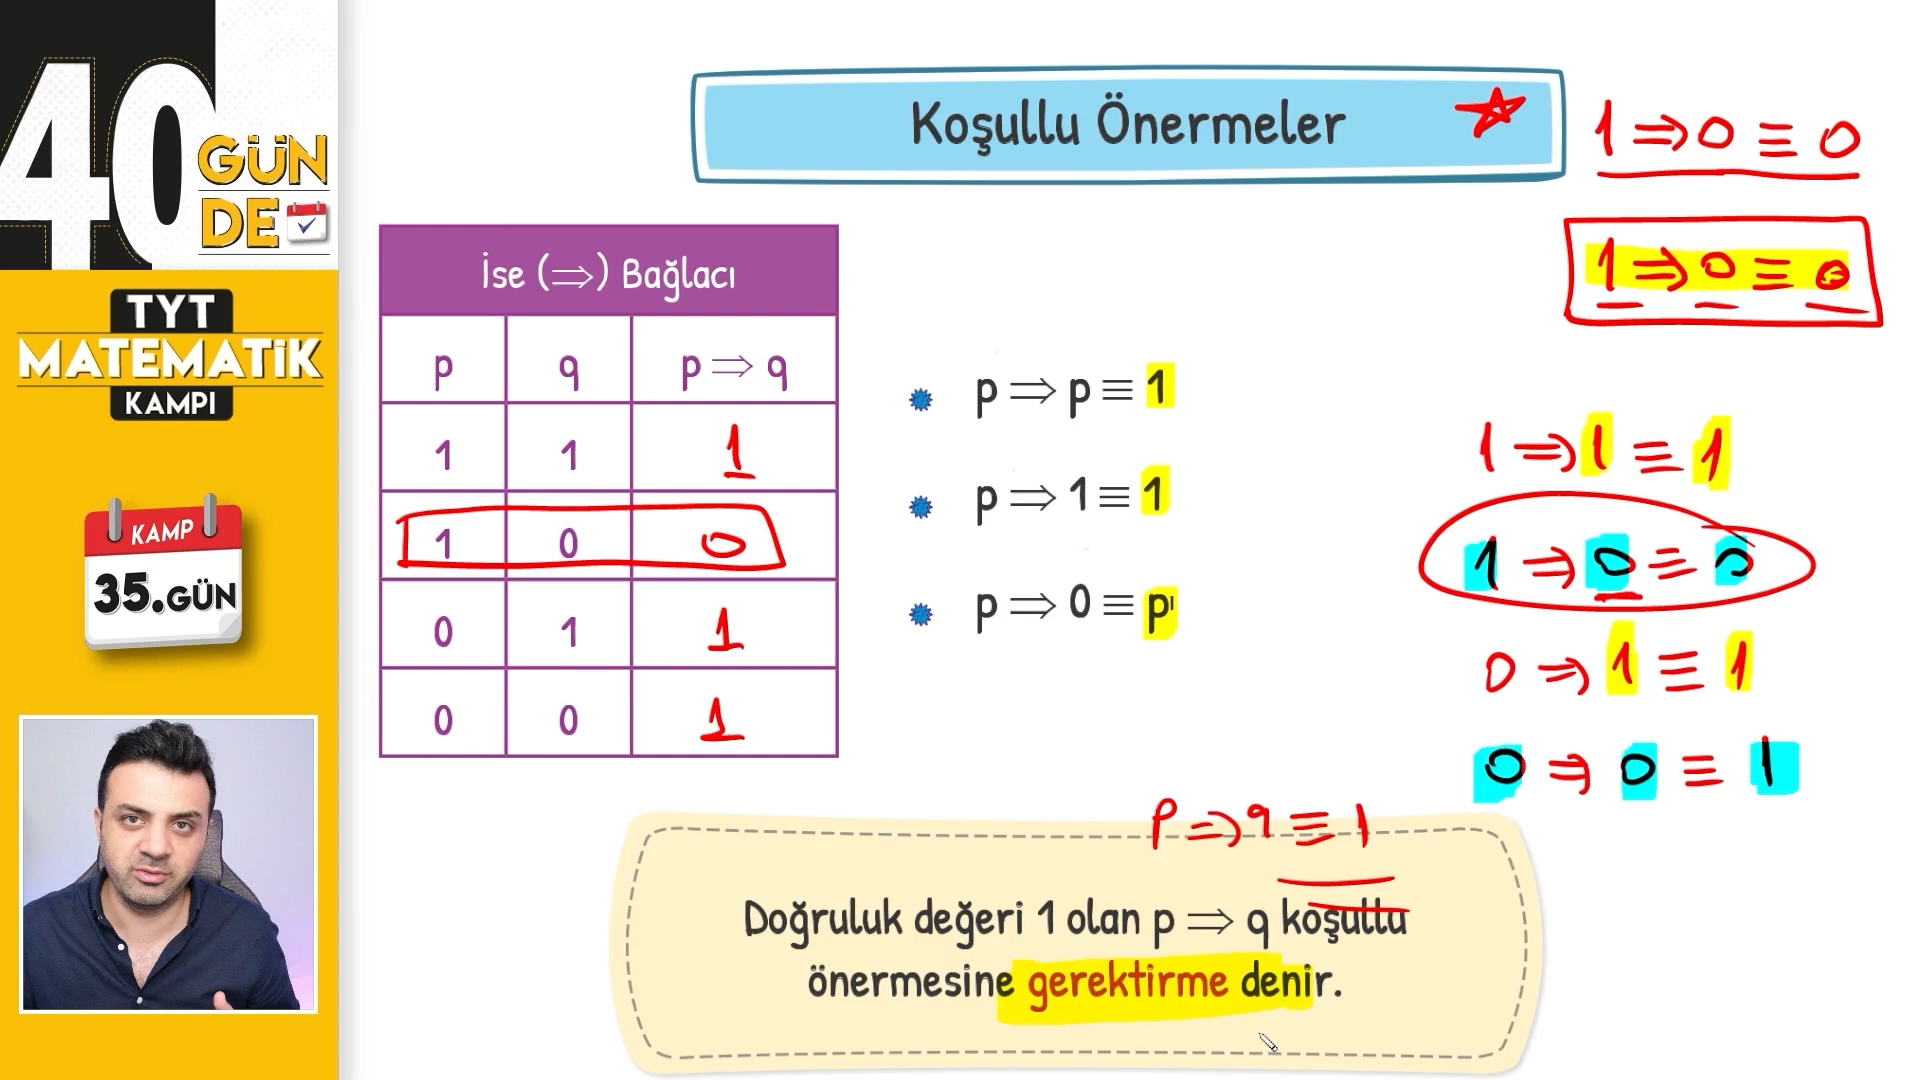 40 GÜN
DE
TYT
MATEMATİK
KAMPI
KAMP
35.GÜN
Koşullu Önermeler
1 ⇒ 0 ≡ 0
1 ⇒ 0 ≡ 0
İse (⇒) Bağlacı
p q p ⇒ q
1 1 1
1 0 0
0 1 1
0 0 1
p ⇒ p ≡ 1
p ⇒ 1 ≡ 1
p ⇒ 0 ≡ p'
1 ⇒ 1 ≡ 1
1 ⇒ 0 ≡ 0
0 ⇒ 1 ≡ 1
0 ⇒ 0 ≡ 1
p ⇒ q ≡ 1
Doğruluk değeri 1 olan p ⇒ q koşullu
önermesine gerektirme denir.